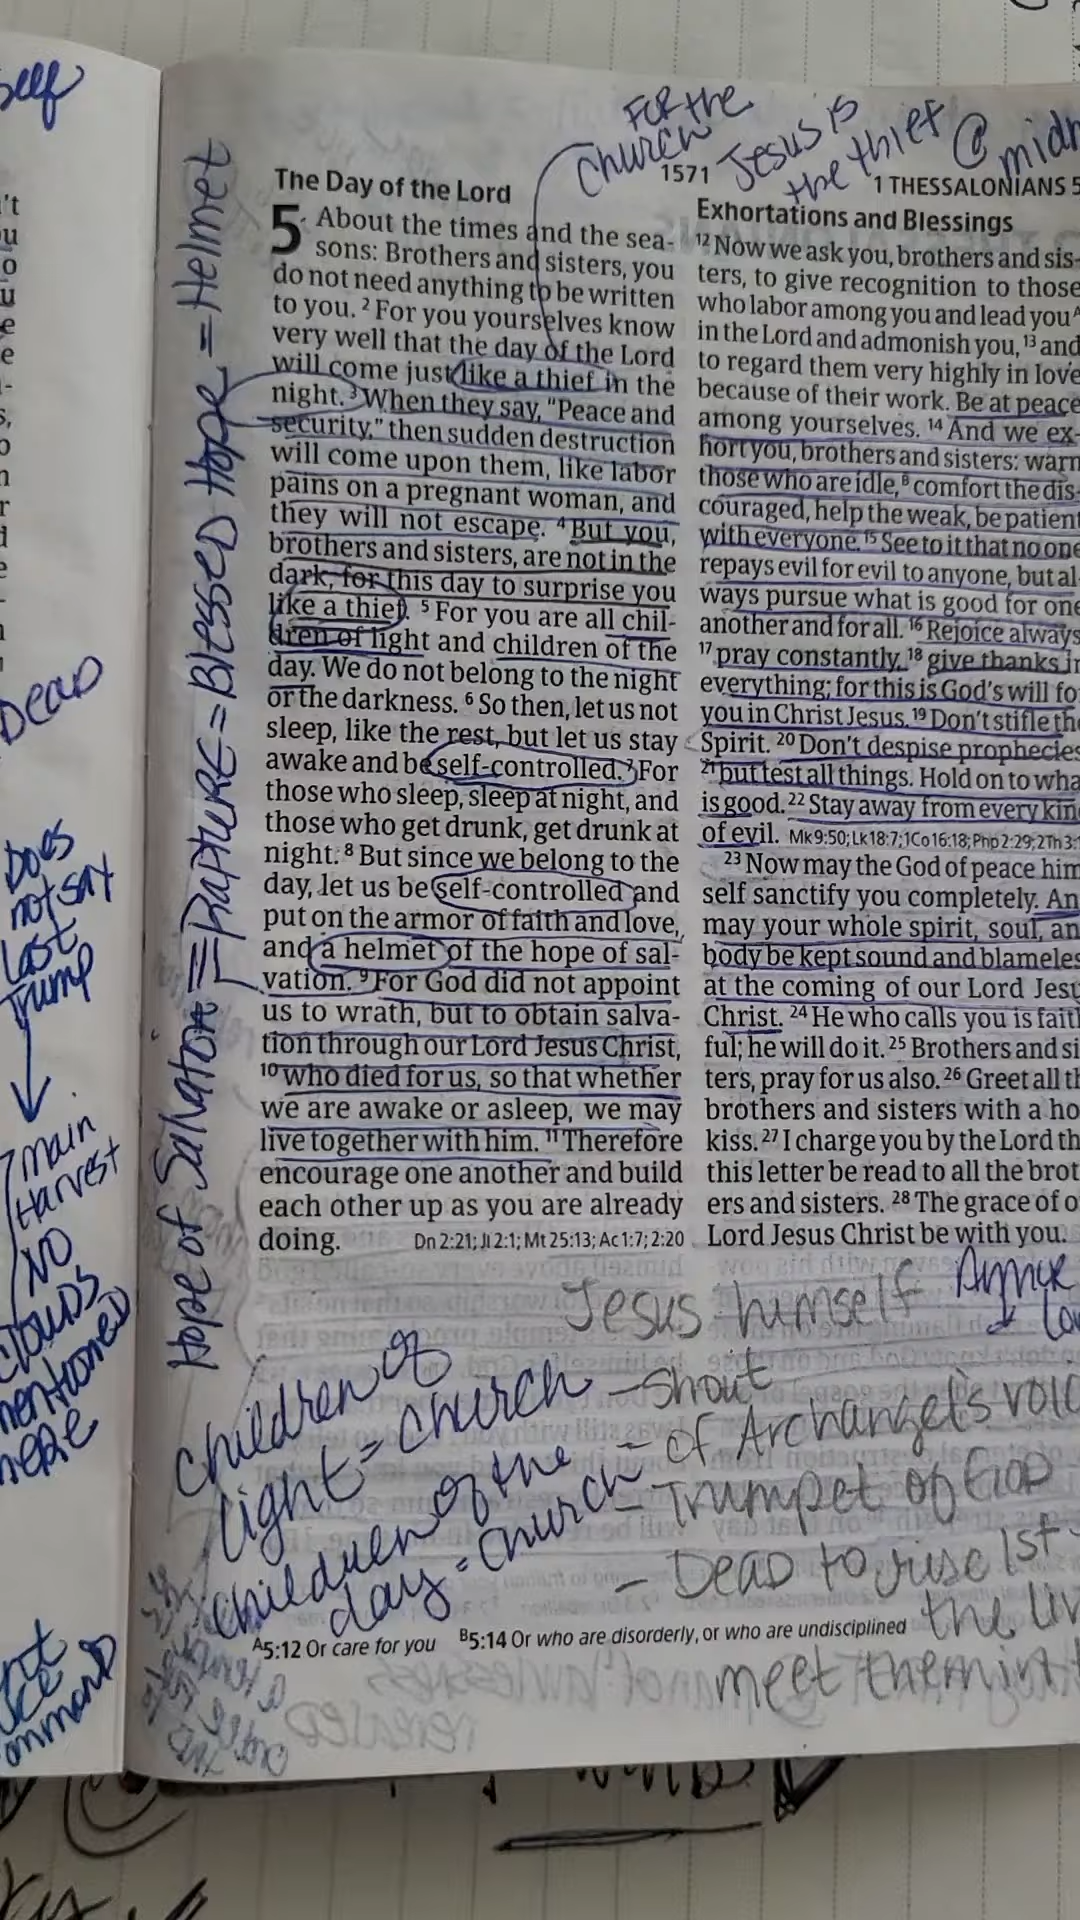 self
't
DEAD
DOES
not SAY
Last
Trump
main
Harvest
NO
Clouds
mentioned
here
Hope of Salvation = RAPTURE = BLESSED Hope = Helmet
FOR the
Church
Jesus is
the thief @
1571
1 THESSALONIANS 5
The Day of the Lord
5 About the times and the sea-
sons: Brothers and sisters, you
do not need anything to be written
to you. 2 For you yourselves know
very well that the day of the Lord
will come just like a thief in the
night. 3 When they say, "Peace and
security," then sudden destruction
will come upon them, like labor
pains on a pregnant woman, and
they will not escape. 4 But you,
brothers and sisters, are not in the
dark, for this day to surprise you
like a thief. 5 For you are all chil-
dren of light and children of the
day. We do not belong to the night
or the darkness. 6 So then, let us not
sleep, like the rest, but let us stay
awake and be self-controlled. 7 For
those who sleep, sleep at night, and
those who get drunk, get drunk at
night. 8 But since we belong to the
day, let us be self-controlled and
put on the armor of faith and love,
and a helmet of the hope of sal-
vation. 9 For God did not appoint
us to wrath, but to obtain salva-
tion through our Lord Jesus Christ,
10 who died for us, so that whether
we are awake or asleep, we may
live together with him. 11 Therefore
encourage one another and build
each other up as you are already
doing. Dn 2:21; Jl 2:1; Mt 25:13; Ac 1:7; 2:20
Exhortations and Blessings
12 Now we ask you, brothers and sis-
ters, to give recognition to those
who labor among you and lead you A
in the Lord and admonish you, 13 and
to regard them very highly in love
because of their work. Be at peace
among yourselves. 14 And we ex-
hort you, brothers and sisters: warn
those who are idle, B comfort the dis-
couraged, help the weak, be patient
with everyone. 15 See to it that no one
repays evil for evil to anyone, but al-
ways pursue what is good for one
another and for all. 16 Rejoice always,
17 pray constantly, 18 give thanks in
everything; for this is God's will fo
you in Christ Jesus. 19 Don't stifle the
Spirit. 20 Don't despise prophecies,
21 but test all things. Hold on to wha
is good. 22 Stay away from every kin
of evil. Mk 9:50; Lk 18:7; 1Co 16:18; Php 2:29; 2Th 3:
23 Now may the God of peace him
self sanctify you completely. An
may your whole spirit, soul, an
body be kept sound and blameles
at the coming of our Lord Jesu
Christ. 24 He who calls you is faith
ful; he will do it. 25 Brothers and si
ters, pray for us also. 26 Greet all th
brothers and sisters with a ho
kiss. 27 I charge you by the Lord th
this letter be read to all the brot
ers and sisters. 28 The grace of o
Lord Jesus Christ be with you.
Jesus himself
- shout
- of Archangel's
- Trumpet of GOD
- DEAD to rise 1st
the
meet them in
children of
light = church
children of the
day = church
A 5:12 Or care for you B 5:14 Or who are disorderly, or who are undisciplined